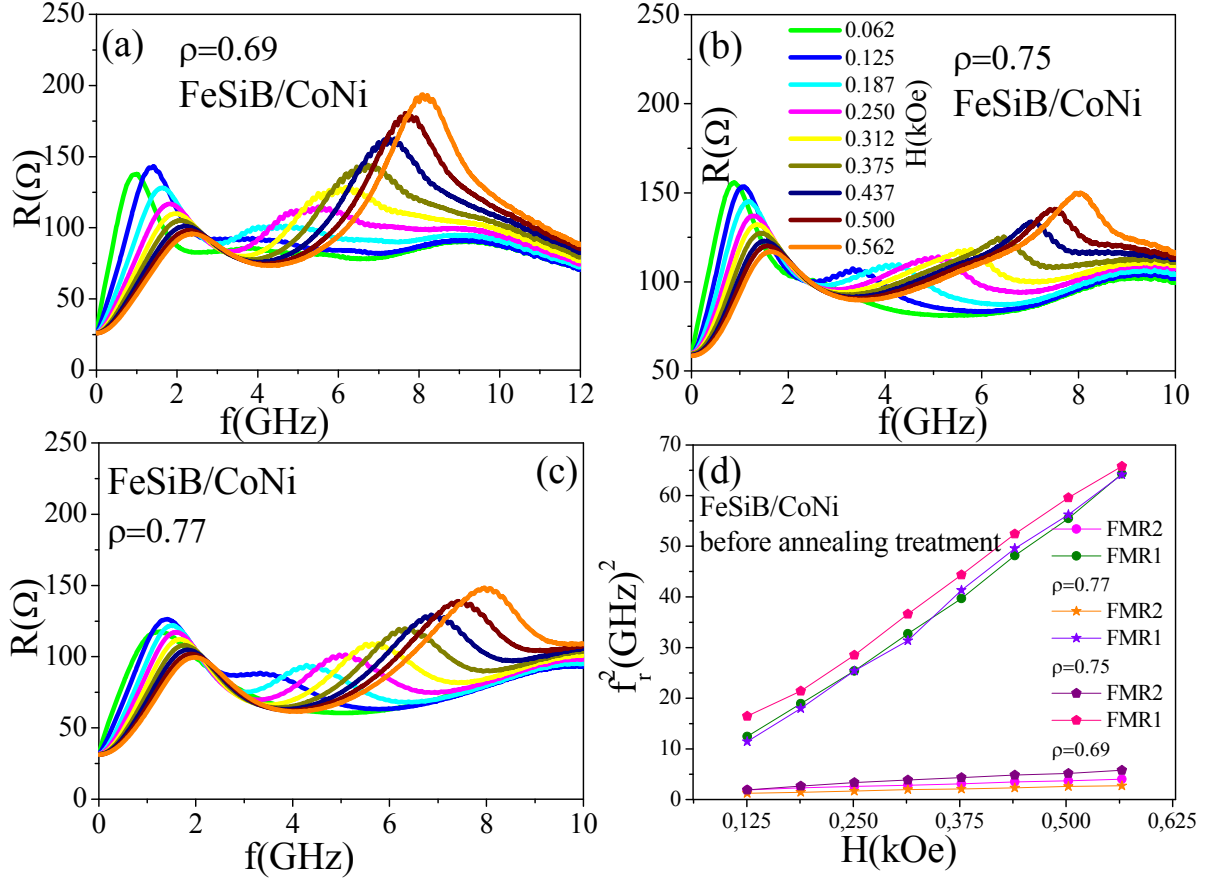 (a)
ρ=0.69
FeSiB/CoNi
R(Ω)
250
200
150
100
50
0
0 2 4 6 8 10 12
f(GHz)
(b)
ρ=0.75
FeSiB/CoNi
0.062
0.125
0.187
0.250
0.312
0.375
0.437
0.500
0.562
H(kOe)
R(Ω)
250
200
150
100
50
0 2 4 6 8 10
f(GHz)
(c)
FeSiB/CoNi
ρ=0.77
R(Ω)
250
200
150
100
50
0
0 2 4 6 8 10
f(GHz)
(d)
FeSiB/CoNi
before annealing treatment
FMR2
FMR1
ρ=0.77
FMR2
FMR1
ρ=0.75
FMR2
FMR1
ρ=0.69
fr²(GHz)²
70
60
50
40
30
20
10
0
0,125 0,250 0,375 0,500 0,625
H(kOe)